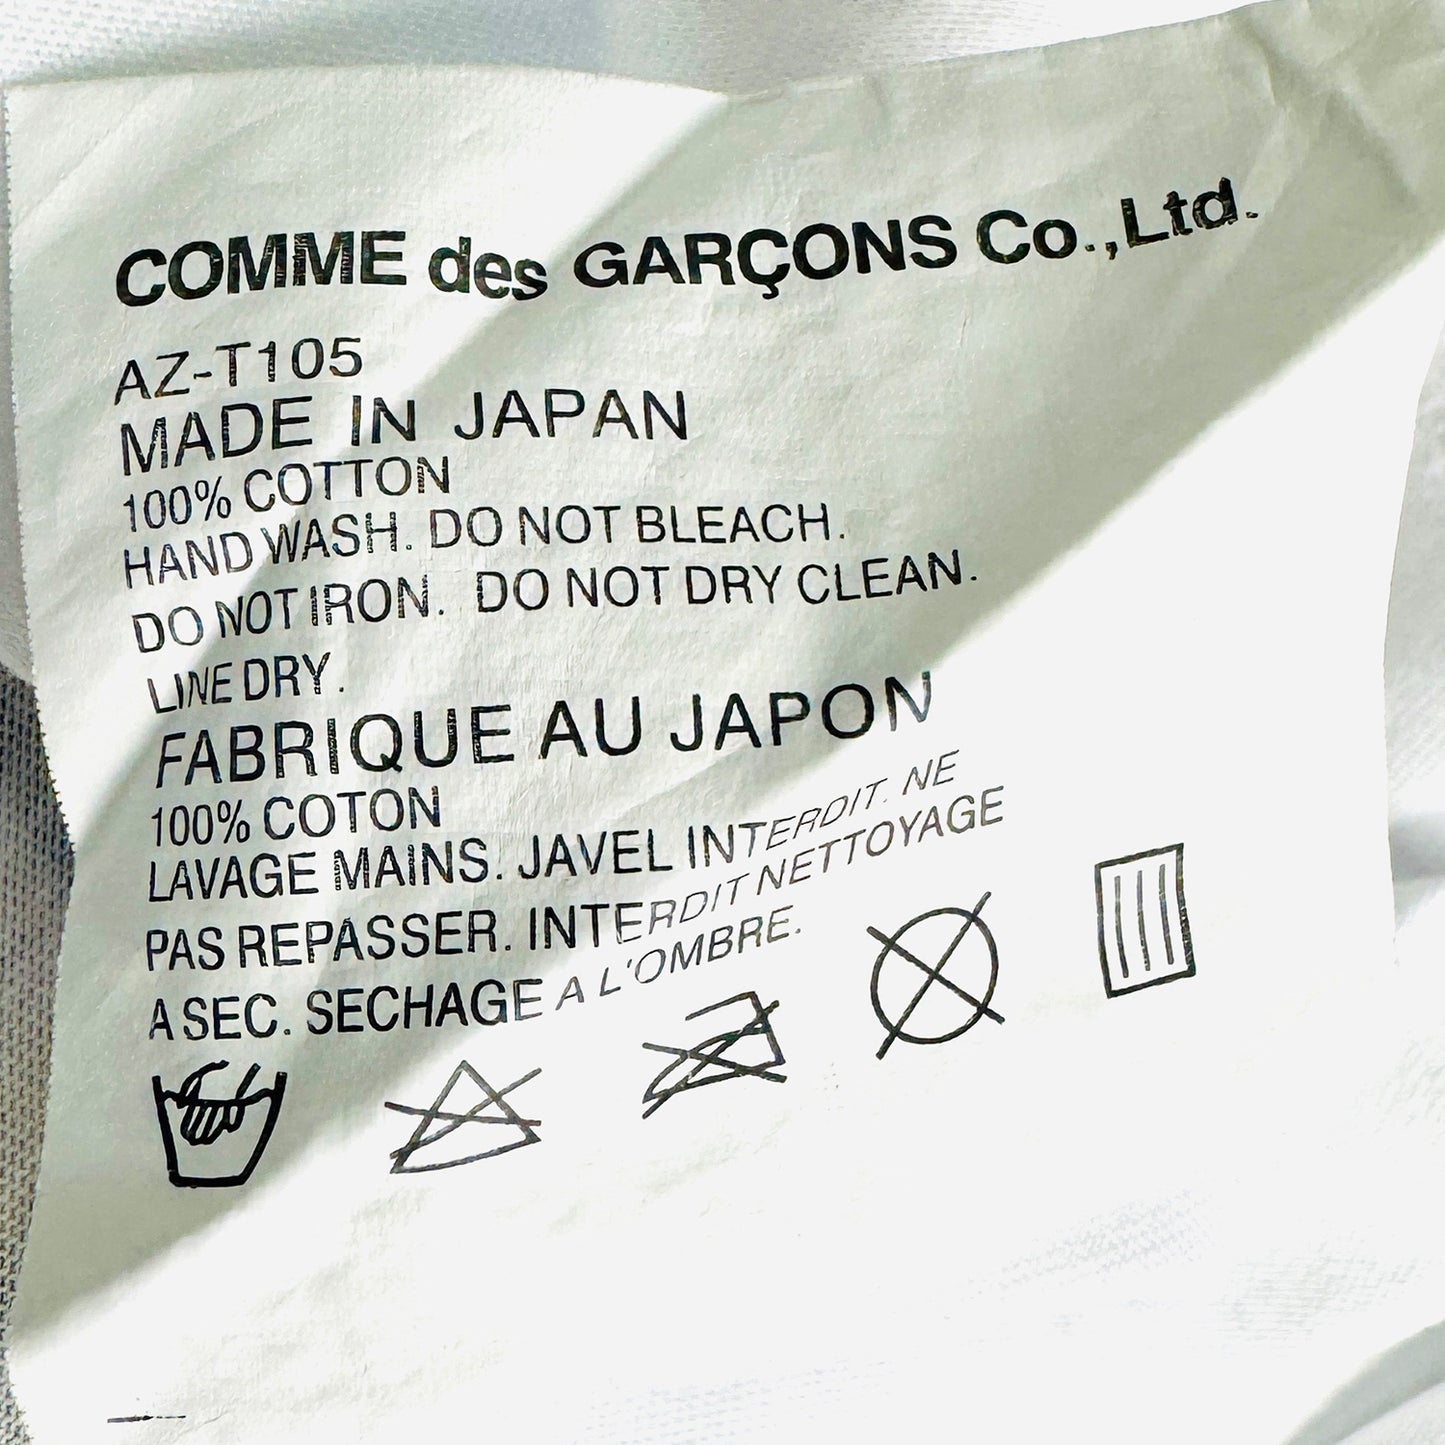 COMME des GARÇONS Co.,Ltd.
AZ-T105
MADE IN JAPAN
100% COTTON
HAND WASH. DO NOT BLEACH.
DO NOT IRON. DO NOT DRY CLEAN.
LINE DRY.
FABRIQUE AU JAPON
100% COTON
LAVAGE MAINS. JAVEL INTERDIT. NE
PAS REPASSER. INTERDIT NETTOYAGE
A SEC. SECHAGE A L'OMBRE.